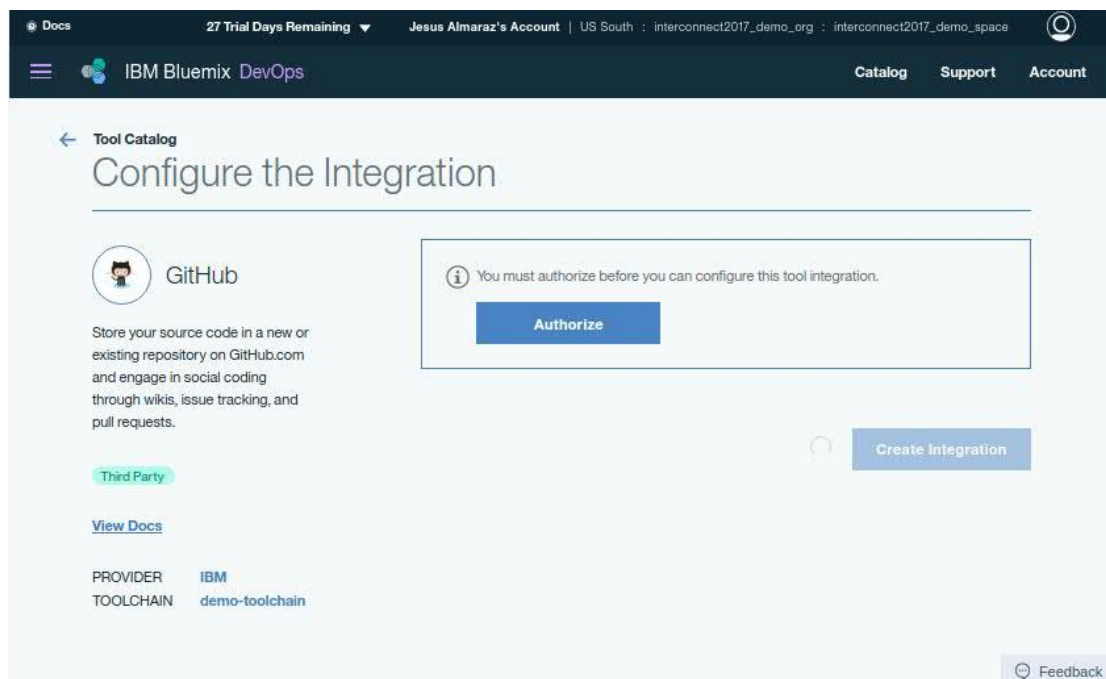 Docs 27 Trial Days Remaining Jesus Almaraz's Account | US South : interconnect2017_demo_org : interconnect2017_demo_space
IBM Bluemix DevOps Catalog Support Account
Tool Catalog
Configure the Integration
GitHub
Store your source code in a new or
existing repository on GitHub.com
and engage in social coding
through wikis, issue tracking, and
pull requests.
Third Party
View Docs
PROVIDER IBM
TOOLCHAIN demo-toolchain
You must authorize before you can configure this tool integration.
Authorize
Create Integration
Feedback